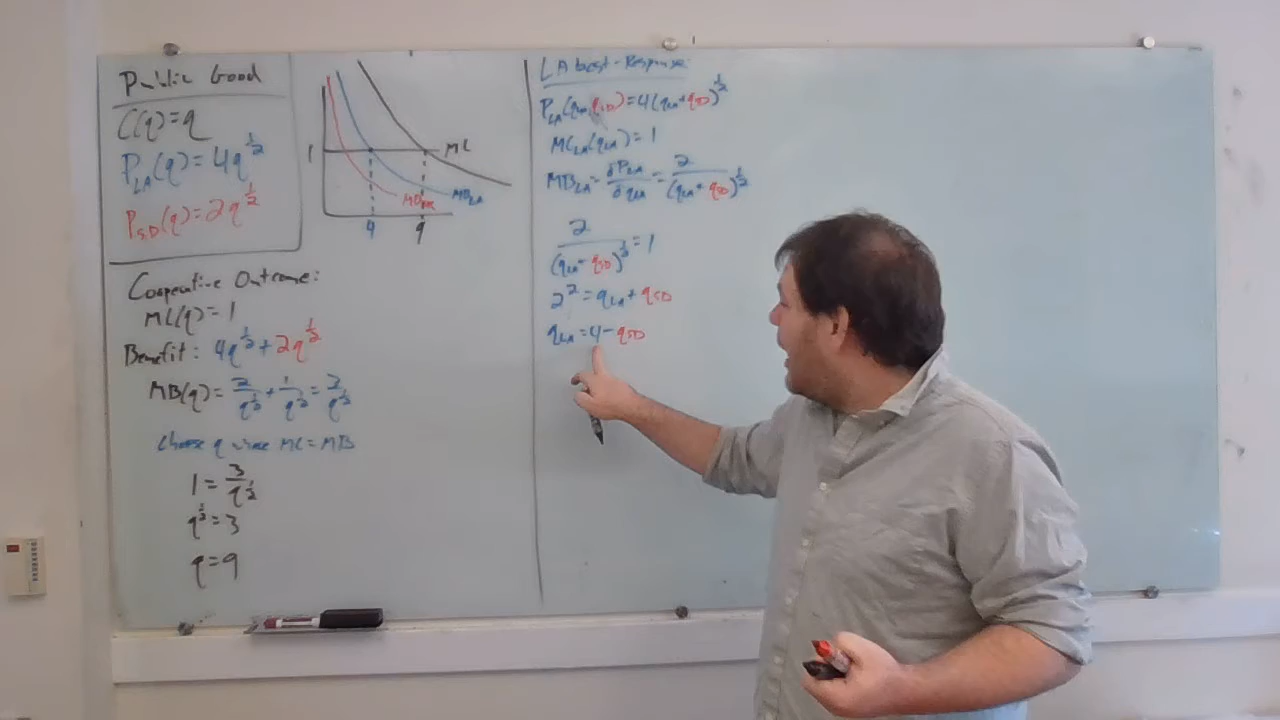 Public Good
C(q)=q
P_LA(q)=4q^½
P_SD(q)=2q^½
1
MC
MB_LA
4
9
Cooperative Outcome:
MC(q)=1
Benefit: 4q^½+2q^½
MB(q)=2/q^½+1/q^½=3/q^½
Choose q where MC=MB
1=3/q^½
q^½=3
q=9
LA best-Response:
P_LA(q_LA,q_SD)=4(q_LA+q_SD)^½
MC_LA(q_LA)=1
MB_LA=∂P_LA/∂q_LA=2/(q_LA+q_SD)^½
2/(q_LA+q_SD)^½=1
2²=q_LA+q_SD
q_LA=4-q_SD